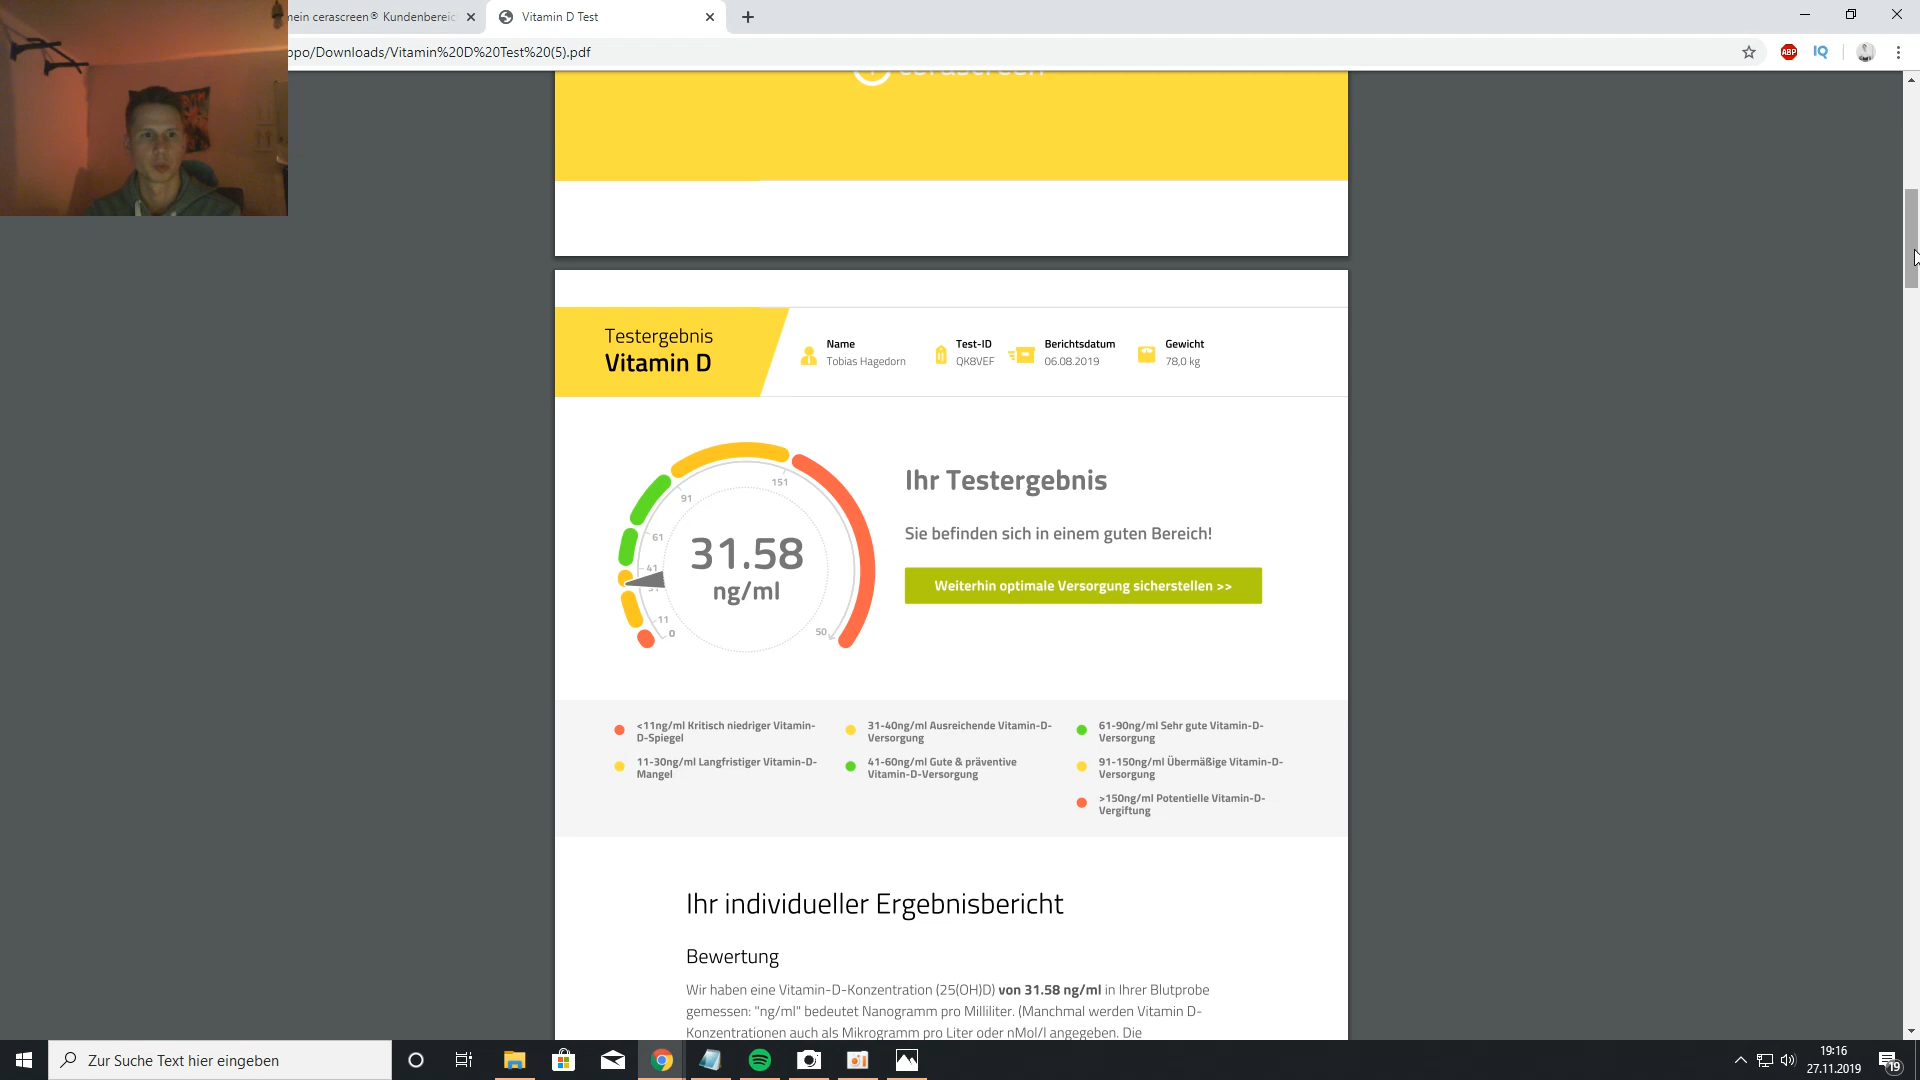 mein cerascreen® Kundenbereic
Vitamin D Test
ppo/Downloads/Vitamin%20D%20Test%20(5).pdf
ABP
IQ
cerascreen
Testergebnis
Vitamin D
Name
Tobias Hagedorn
Test-ID
QK8VEF
Berichtsdatum
06.08.2019
Gewicht
78,0 kg
151
91
61
41
11
0
50
31.58
ng/ml
Ihr Testergebnis
Sie befinden sich in einem guten Bereich!
Weiterhin optimale Versorgung sicherstellen >>
<11ng/ml Kritisch niedriger Vitamin-
D-Spiegel
11-30ng/ml Langfristiger Vitamin-D-
Mangel
31-40ng/ml Ausreichende Vitamin-D-
Versorgung
41-60ng/ml Gute & präventive
Vitamin-D-Versorgung
61-90ng/ml Sehr gute Vitamin-D-
Versorgung
91-150ng/ml Übermäßige Vitamin-D-
Versorgung
>150ng/ml Potentielle Vitamin-D-
Vergiftung
Ihr individueller Ergebnisbericht
Bewertung
Wir haben eine Vitamin-D-Konzentration (25(OH)D) von 31.58 ng/ml in Ihrer Blutprobe
gemessen: "ng/ml" bedeutet Nanogramm pro Milliliter. (Manchmal werden Vitamin D-
Konzentrationen auch als Mikrogramm pro Liter oder nMol/l angegeben. Die
Zur Suche Text hier eingeben
19:16
27.11.2019
19